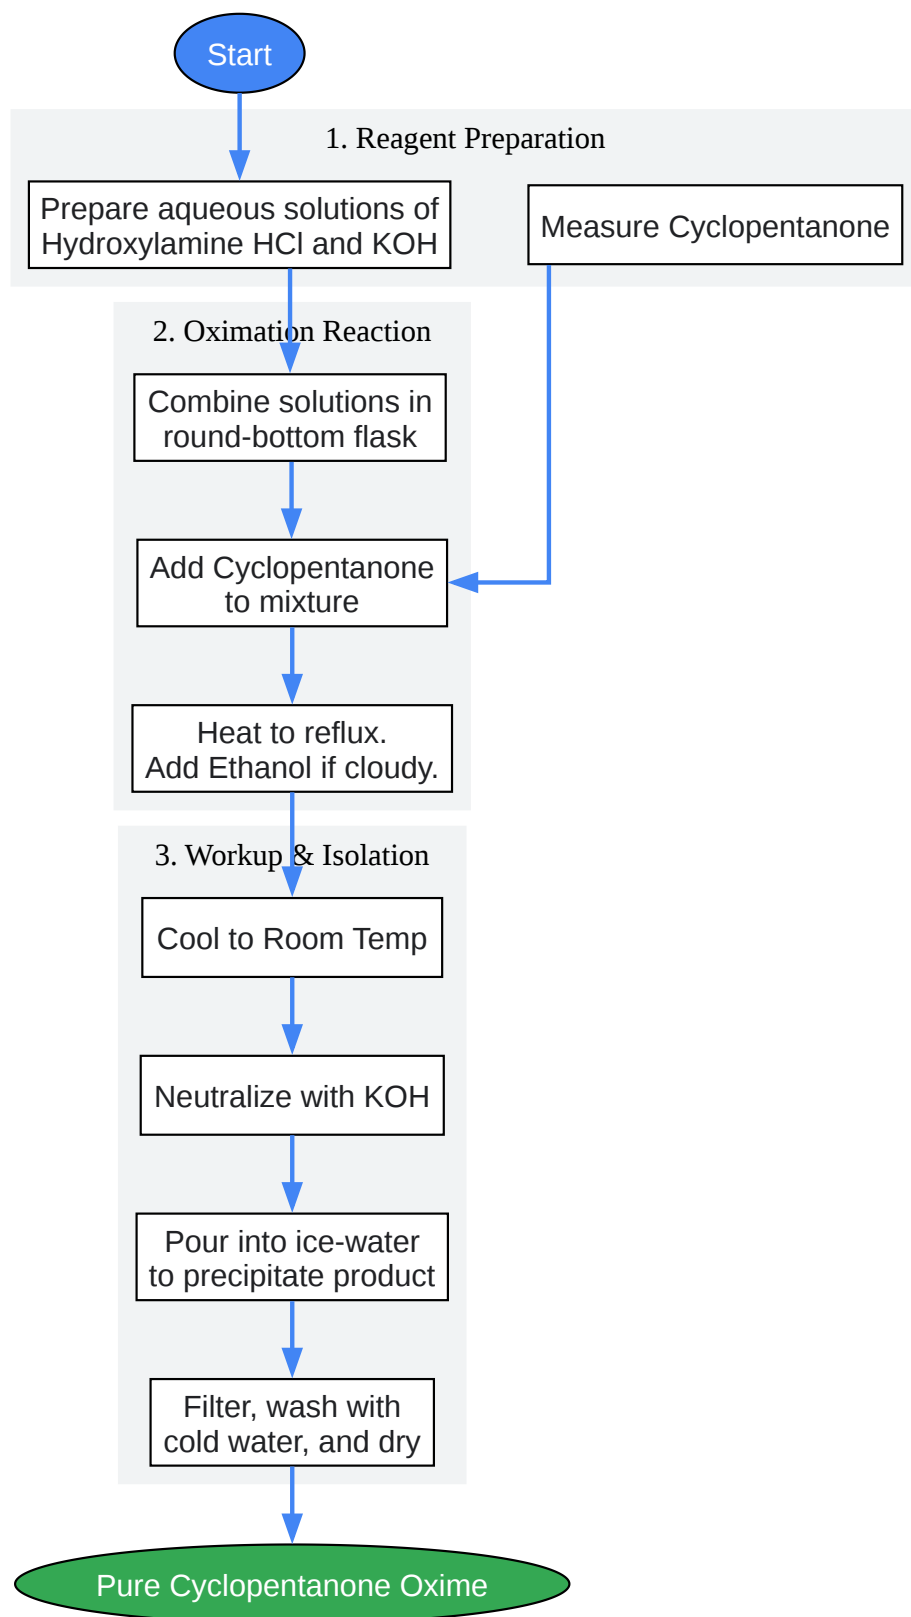 Start
1. Reagent Preparation
Prepare aqueous solutions of
Hydroxylamine HCl and KOH
Measure Cyclopentanone
2. Oximation Reaction
Combine solutions in
round-bottom flask
Add Cyclopentanone
to mixture
Heat to reflux.
Add Ethanol if cloudy.
3. Workup & Isolation
Cool to Room Temp
Neutralize with KOH
Pour into ice-water
to precipitate product
Filter, wash with
cold water, and dry
Pure Cyclopentanone Oxime